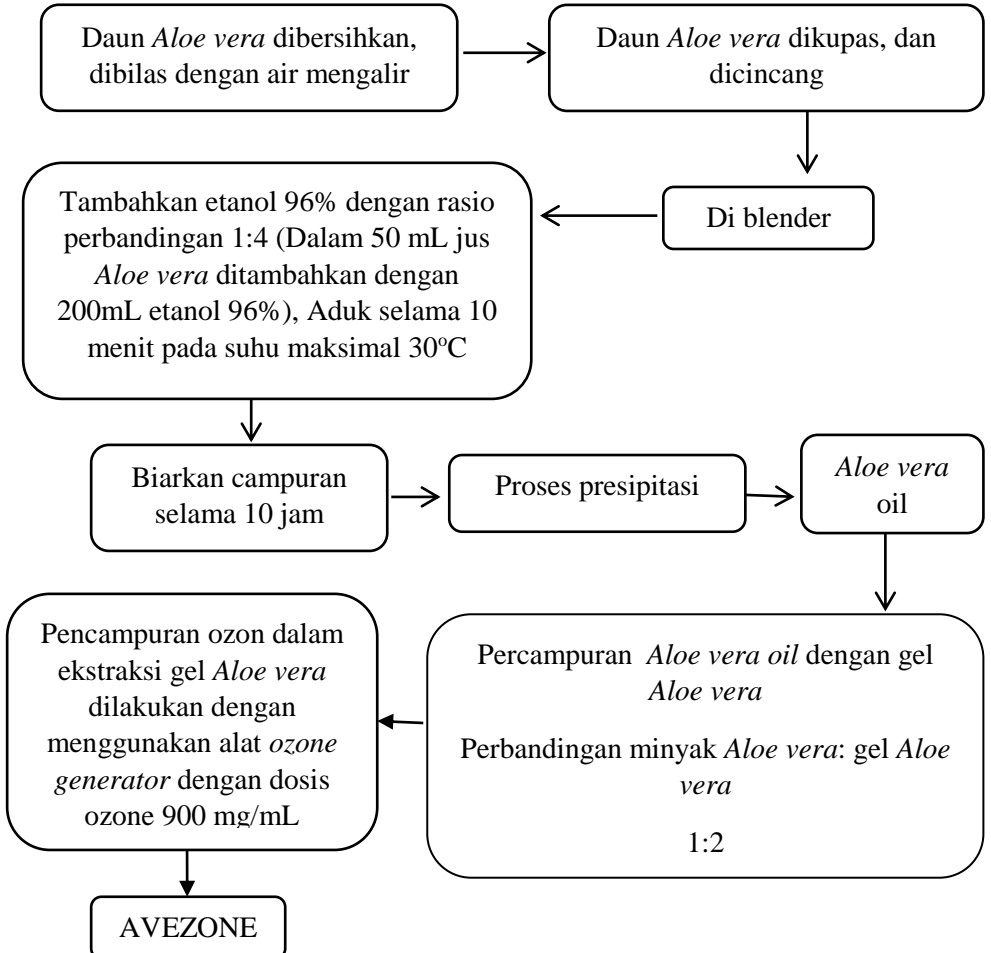 Daun Aloe vera dibersihkan,
dibilas dengan air mengalir
Daun Aloe vera dikupas, dan
dicincang
Di blender
Tambahkan etanol 96% dengan rasio
perbandingan 1:4 (Dalam 50 mL jus
Aloe vera ditambahkan dengan
200mL etanol 96%), Aduk selama 10
menit pada suhu maksimal 30°C
Biarkan campuran
selama 10 jam
Proses presipitasi
Aloe vera
oil
Percampuran Aloe vera oil dengan gel
Aloe vera
Perbandingan minyak Aloe vera: gel Aloe
vera
1:2
Pencampuran ozon dalam
ekstraksi gel Aloe vera
dilakukan dengan
menggunakan alat ozone
generator dengan dosis
ozone 900 mg/mL
AVEZONE